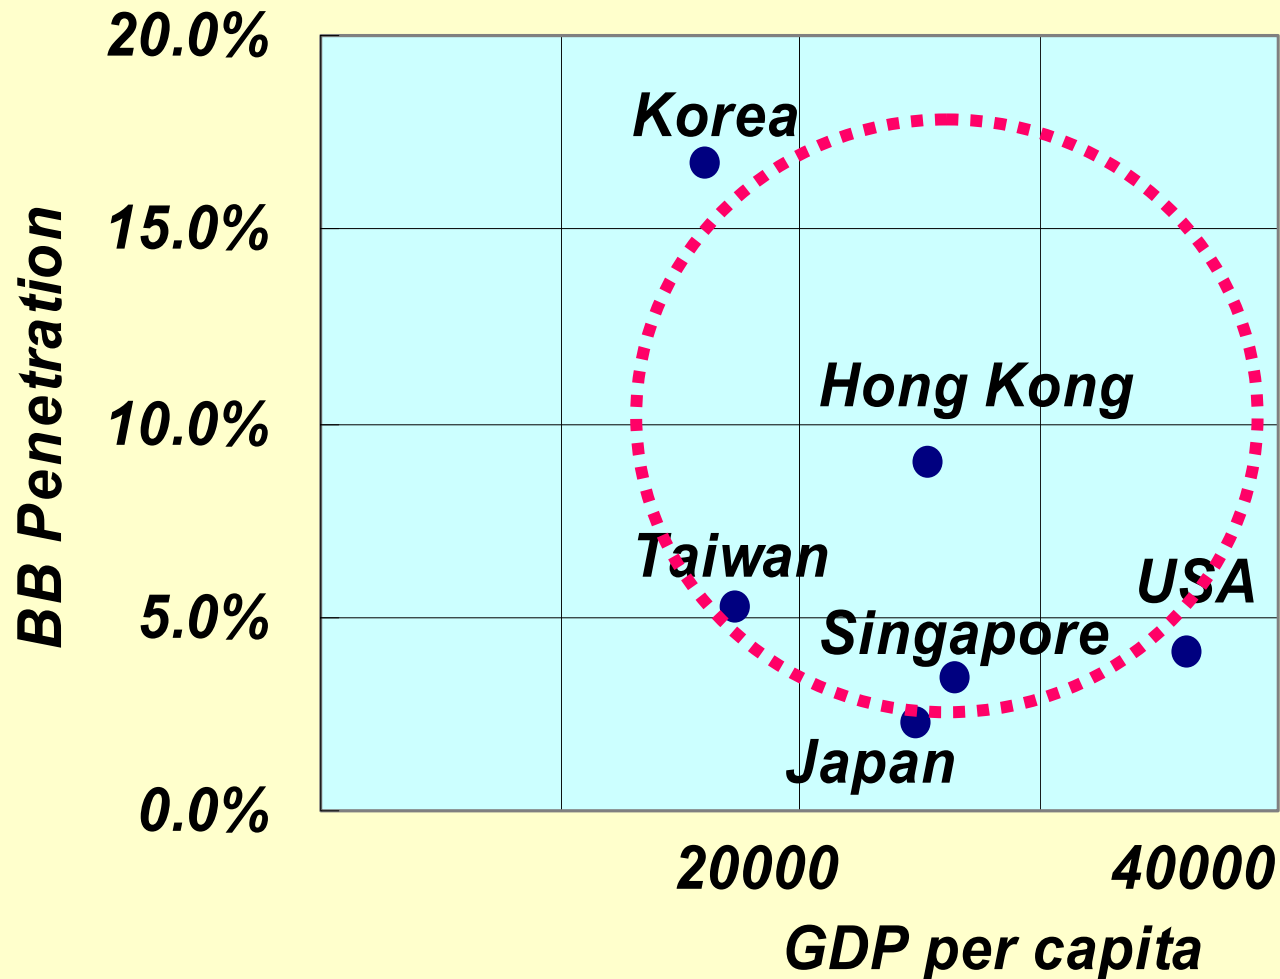 20.0%
Korea
15.0%
BB Penetration
Hong Kong
10.0%
Taiwan
USA
5.0%
Singapore
Japan
0.0%
20000
40000
GDP per capita